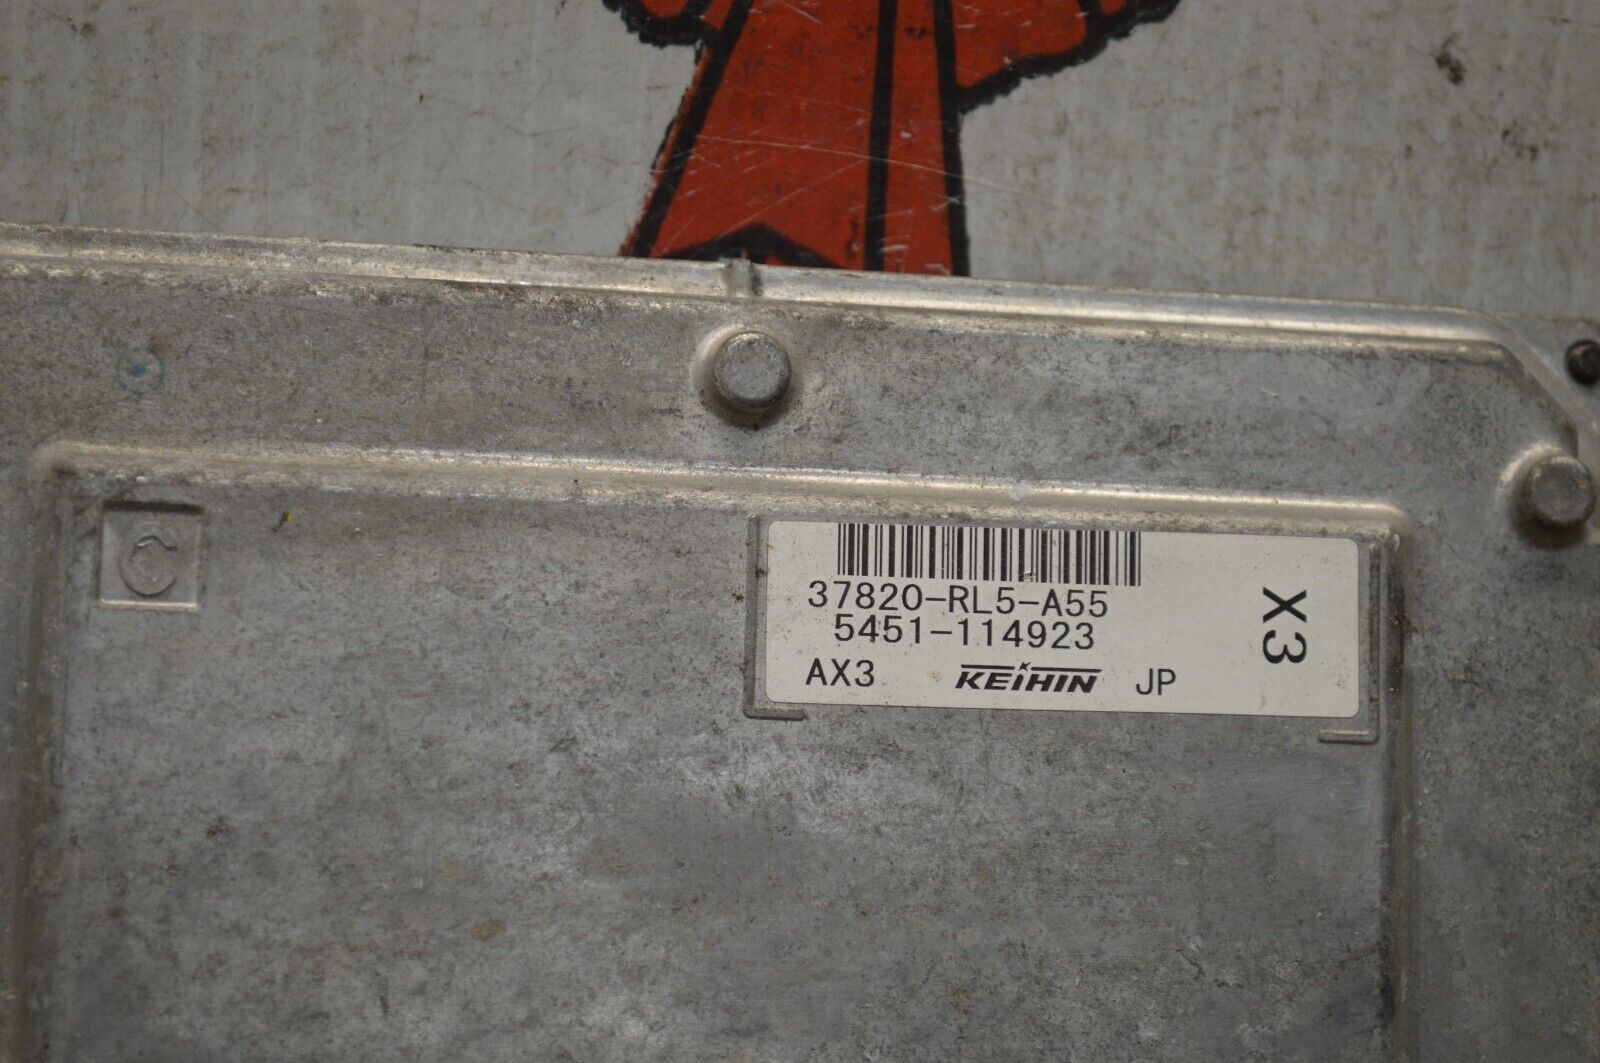 37820-RL5-A55
5451-114923
AX3 KEIHIN JP
X3
C